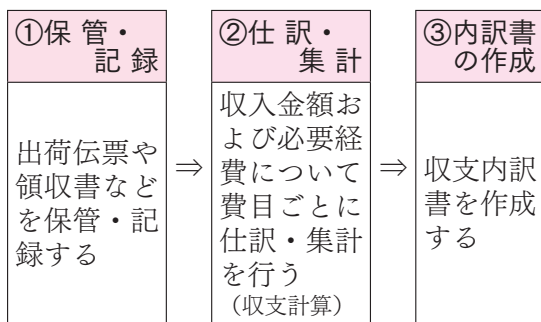 ①保管・
記録
出荷伝票や
領収書など
を保管・記
録する
⇒
②仕訳・
集計
収入金額お
よび必要経
費について
費目ごとに
仕訳・集計
を行う
（収支計算）
⇒
③内訳書
の作成
収支内訳
書を作成
する